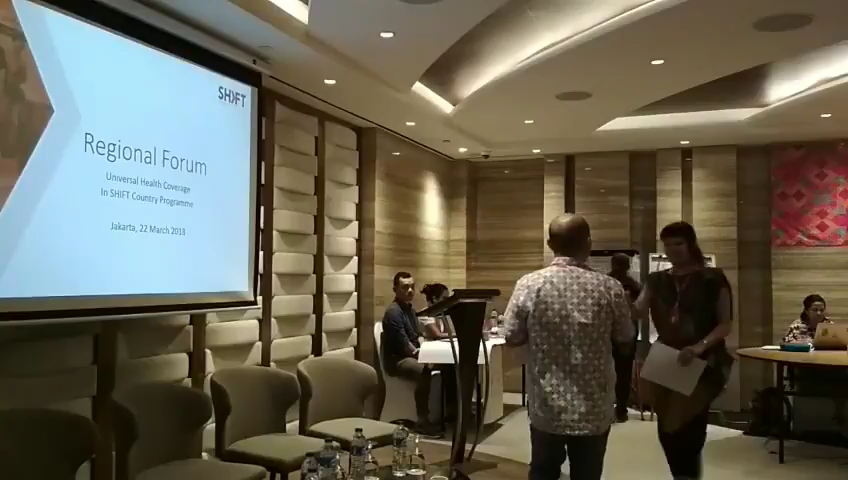 SHIFT
Regional Forum
Universal Health Coverage
In SHIFT Country Programme
Jakarta, 22 March 2018